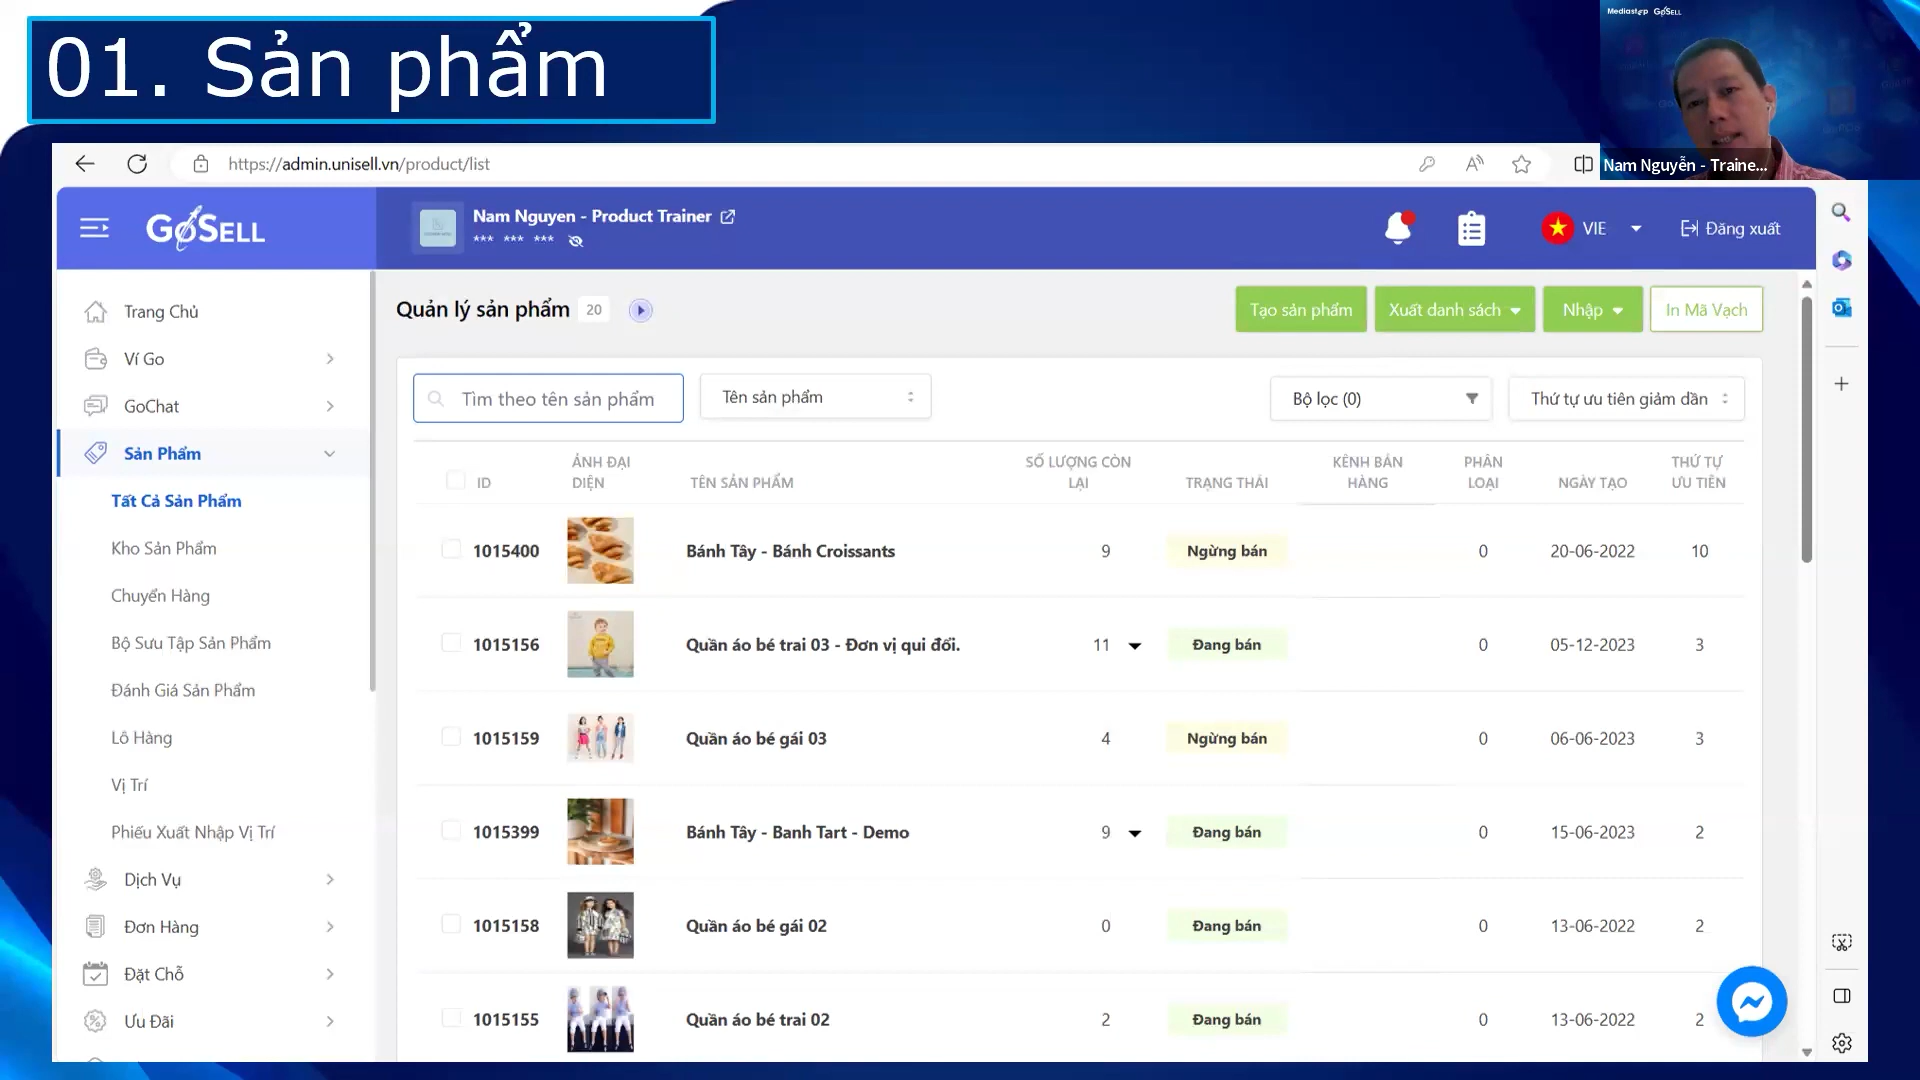 01. Sản phẩm
Mediastep GoSELL
Nam Nguyễn - Traine...
https://admin.unisell.vn/product/list
GoSELL
Nam Nguyen - Product Trainer
*** *** ***
VIE
Đăng xuất
Trang Chủ
Ví Go
GoChat
Sản Phẩm
Tất Cả Sản Phẩm
Kho Sản Phẩm
Chuyển Hàng
Bộ Sưu Tập Sản Phẩm
Đánh Giá Sản Phẩm
Lô Hàng
Vị Trí
Phiếu Xuất Nhập Vị Trí
Dịch Vụ
Đơn Hàng
Đặt Chỗ
Ưu Đãi
Quản lý sản phẩm 20
Tạo sản phẩm
Xuất danh sách
Nhập
In Mã Vạch
Tìm theo tên sản phẩm
Tên sản phẩm
Bộ lọc (0)
Thứ tự ưu tiên giảm dần
ID
ẢNH ĐẠI
DIỆN
TÊN SẢN PHẨM
SỐ LƯỢNG CÒN
LẠI
TRẠNG THÁI
KÊNH BÁN
HÀNG
PHÂN
LOẠI
NGÀY TẠO
THỨ TỰ
ƯU TIÊN
1015400 Bánh Tây - Bánh Croissants 9 Ngừng bán 0 20-06-2022 10
1015156 Quần áo bé trai 03 - Đơn vị qui đổi. 11 Đang bán 0 05-12-2023 3
1015159 Quần áo bé gái 03 4 Ngừng bán 0 06-06-2023 3
1015399 Bánh Tây - Banh Tart - Demo 9 Đang bán 0 15-06-2023 2
1015158 Quần áo bé gái 02 0 Đang bán 0 13-06-2022 2
1015155 Quần áo bé trai 02 2 Đang bán 0 13-06-2022 2